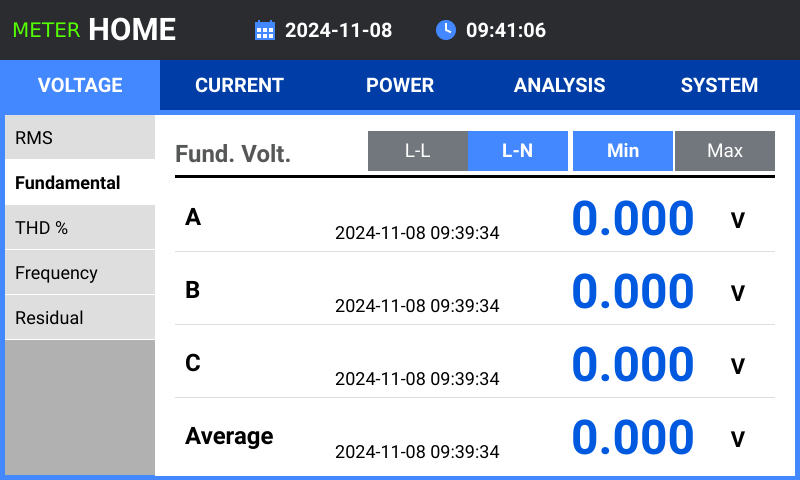 METER HOME 2024-11-08 09:41:06
VOLTAGE CURRENT POWER ANALYSIS SYSTEM
RMS
Fundamental
THD %
Frequency
Residual
Fund. Volt. L-L L-N Min Max
A 2024-11-08 09:39:34 0.000 V
B 2024-11-08 09:39:34 0.000 V
C 2024-11-08 09:39:34 0.000 V
Average 2024-11-08 09:39:34 0.000 V